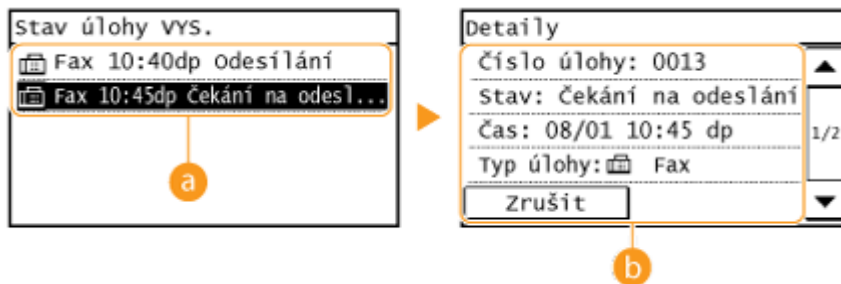 Stav úlohy VYS.
Fax 10:40dp Odesílání
Fax 10:45dp Čekání na odesl...
a
Detaily
Číslo úlohy: 0013
Stav: Čekání na odeslání
Čas: 08/01 10:45 dp
1/2
Typ úlohy: Fax
Zrušit
b